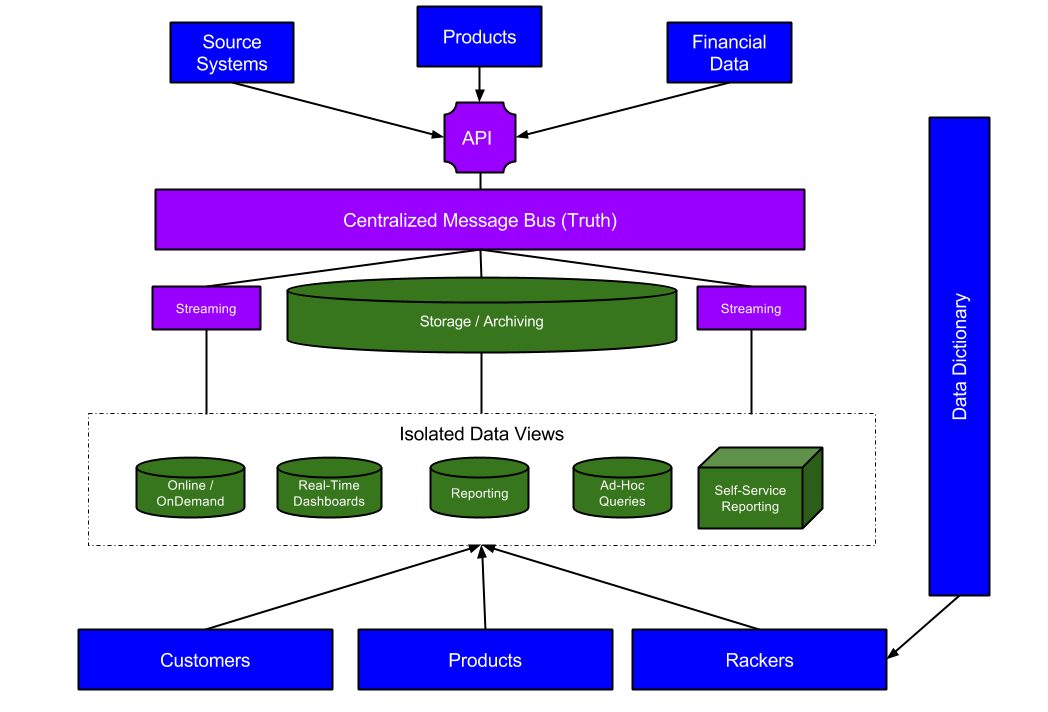 Source
Systems
Products
Financial
Data
API
Centralized Message Bus (Truth)
Streaming
Storage / Archiving
Streaming
Data Dictionary
Isolated Data Views
Online /
OnDemand
Real-Time
Dashboards
Reporting
Ad-Hoc
Queries
Self-Service
Reporting
Customers
Products
Rackers